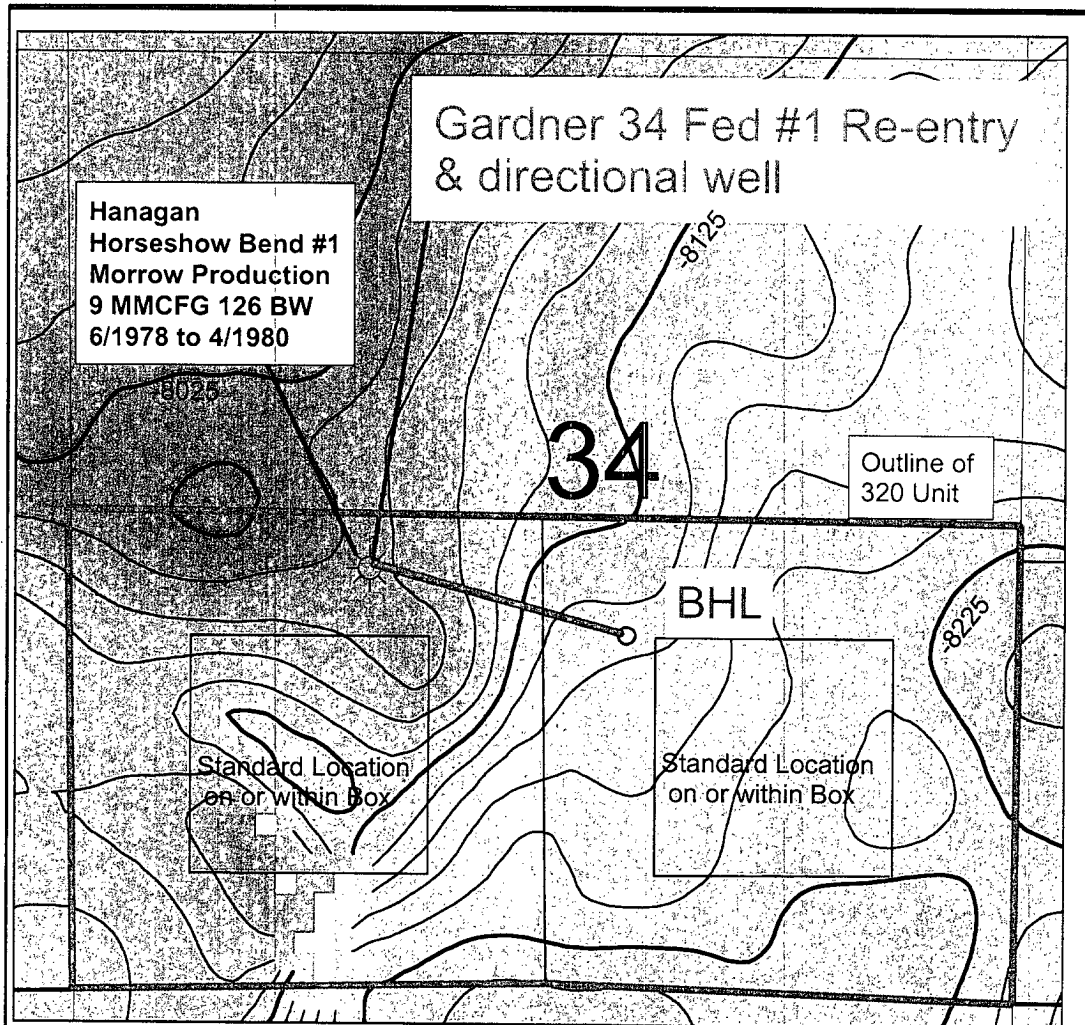 Gardner 34 Fed #1 Re-entry
& directional well
Hanagan
Horseshow Bend #1
Morrow Production
9 MMCFG 126 BW
6/1978 to 4/1980
-8125
-8025
34
Outline of
320 Unit
BHL
-8225
Standard Location
on or within Box
Standard Location
on or within Box